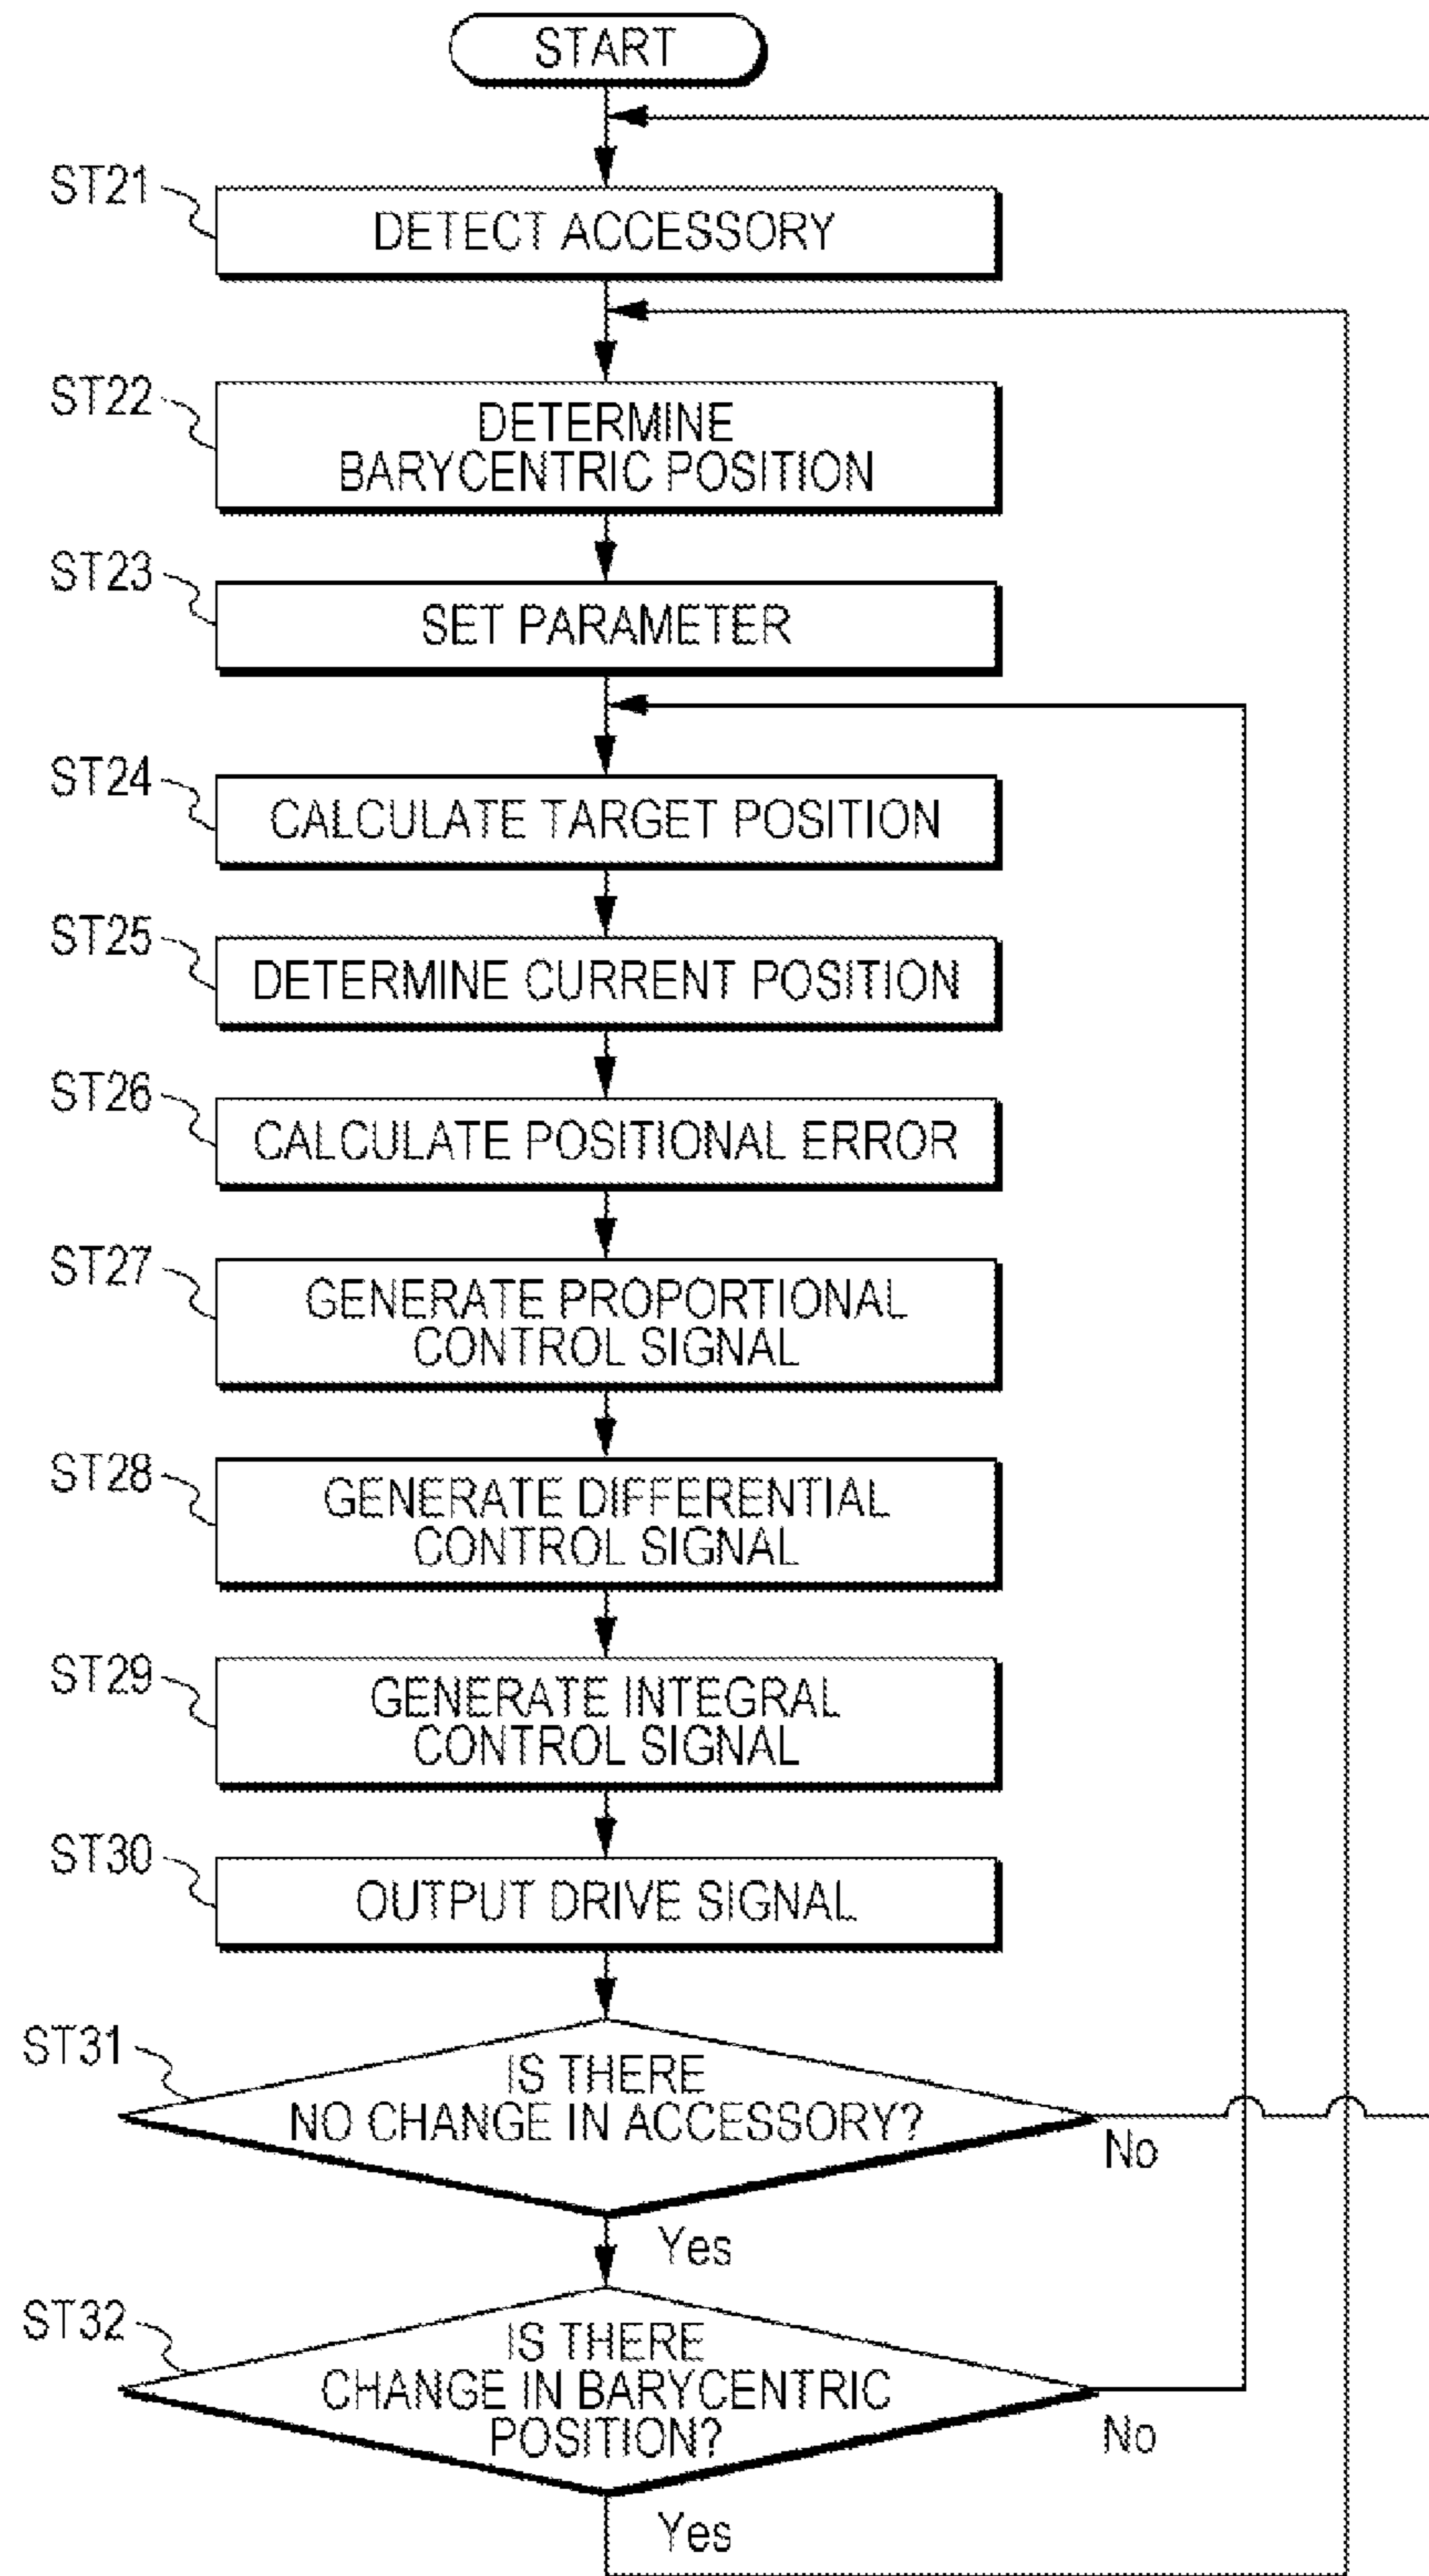 START
ST21
DETECT ACCESSORY
ST22
DETERMINE
BARYCENTRIC POSITION
ST23
SET PARAMETER
ST24
CALCULATE TARGET POSITION
ST25
DETERMINE CURRENT POSITION
ST26
CALCULATE POSITIONAL ERROR
ST27
GENERATE PROPORTIONAL
CONTROL SIGNAL
ST28
GENERATE DIFFERENTIAL
CONTROL SIGNAL
ST29
GENERATE INTEGRAL
CONTROL SIGNAL
ST30
OUTPUT DRIVE SIGNAL
ST31
IS THERE
NO CHANGE IN ACCESSORY?
No
Yes
ST32
IS THERE
CHANGE IN BARYCENTRIC
POSITION?
No
Yes